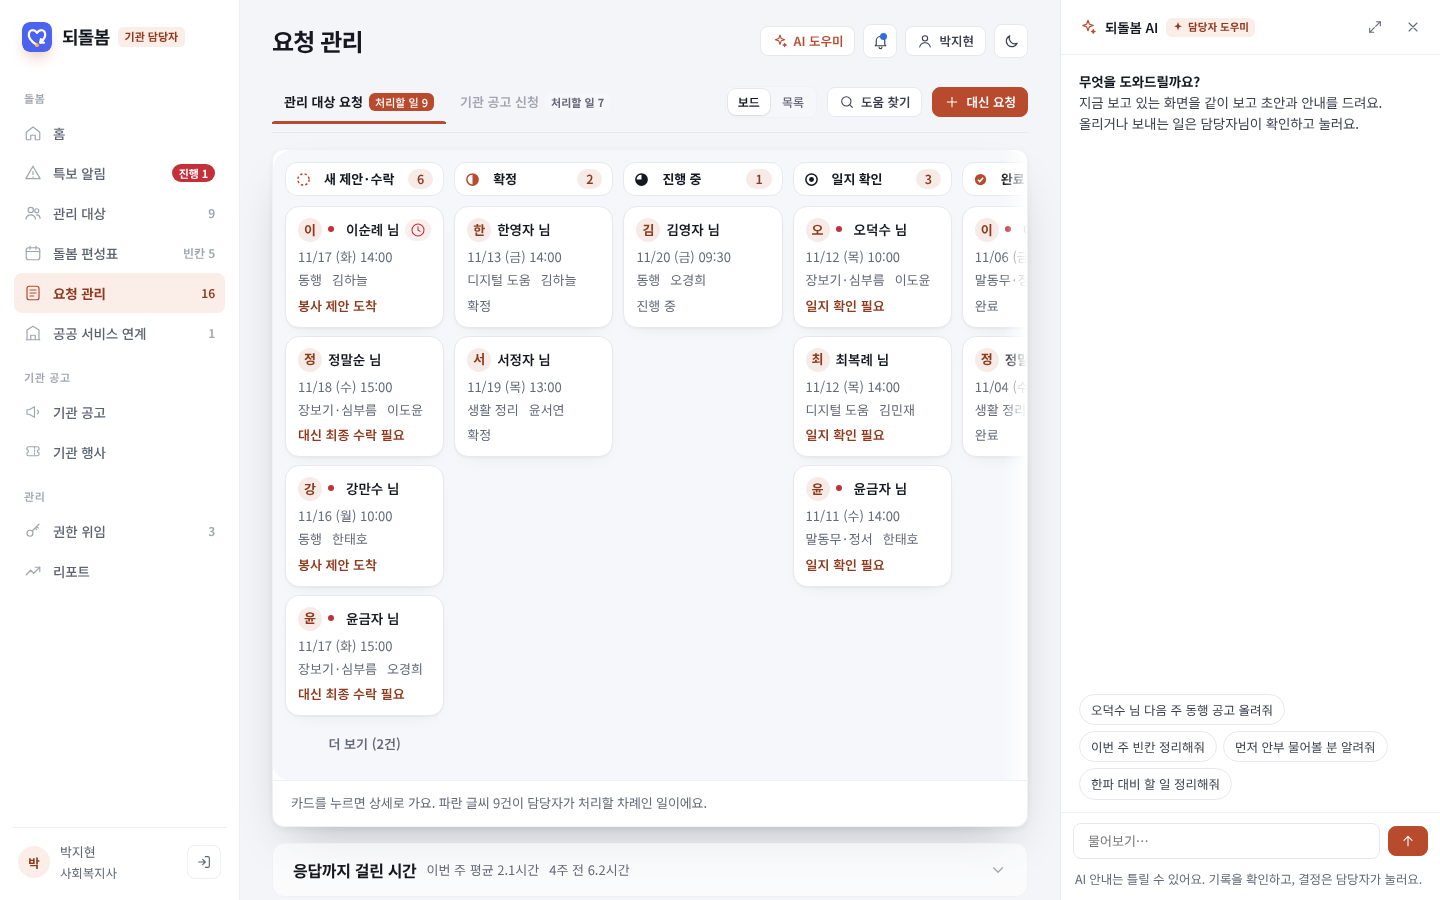 되돌봄 기관 담당자
돌봄
홈
특보 알림 진행 1
관리 대상 9
돌봄 편성표 빈칸 5
요청 관리 16
공공 서비스 연계 1
기관 공고
기관 공고
기관 행사
관리
권한 위임 3
리포트
박 박지현
사회복지사
요청 관리
AI 도우미
박지현
관리 대상 요청 처리할 일 9
기관 공고 신청 처리할 일 7
보드 목록
도움 찾기
대신 요청
새 제안·수락 6
이 이순례 님
11/17 (화) 14:00
동행 김하늘
봉사 제안 도착
정 정말순 님
11/18 (수) 15:00
장보기·심부름 이도윤
대신 최종 수락 필요
강 강만수 님
11/16 (월) 10:00
동행 한태호
봉사 제안 도착
윤 윤금자 님
11/17 (화) 15:00
장보기·심부름 오경희
대신 최종 수락 필요
더 보기 (2건)
확정 2
한 한영자 님
11/13 (금) 14:00
디지털 도움 김하늘
확정
서 서정자 님
11/19 (목) 13:00
생활 정리 윤서연
확정
진행 중 1
김 김영자 님
11/20 (금) 09:30
동행 오경희
진행 중
일지 확인 3
오 오덕수 님
11/12 (목) 10:00
장보기·심부름 이도윤
일지 확인 필요
최 최복례 님
11/12 (목) 14:00
디지털 도움 김민재
일지 확인 필요
윤 윤금자 님
11/11 (수) 14:00
말동무·정서 한태호
일지 확인 필요
완료
이
11/06
말동무·
완료
정
11/04
생활 정리
완료
카드를 누르면 상세로 가요. 파란 글씨 9건이 담당자가 처리할 차례인 일이에요.
응답까지 걸린 시간 이번 주 평균 2.1시간 4주 전 6.2시간
되돌봄 AI 담당자 도우미
무엇을 도와드릴까요?
지금 보고 있는 화면을 같이 보고 초안과 안내를 드려요.
올리거나 보내는 일은 담당자님이 확인하고 눌러요.
오덕수 님 다음 주 동행 공고 올려줘
이번 주 빈칸 정리해줘
먼저 안부 물어볼 분 알려줘
한파 대비 할 일 정리해줘
물어보기…
AI 안내는 틀릴 수 있어요. 기록을 확인하고, 결정은 담당자가 눌러요.